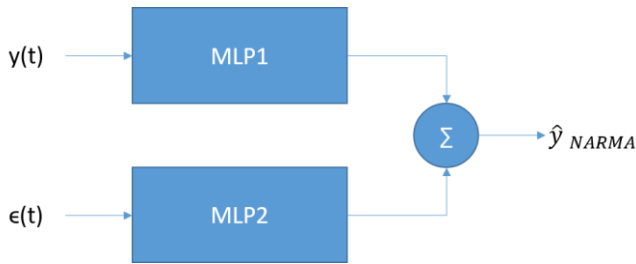 y(t)
MLP1
Σ
ŷ NARMA
ϵ(t)
MLP2